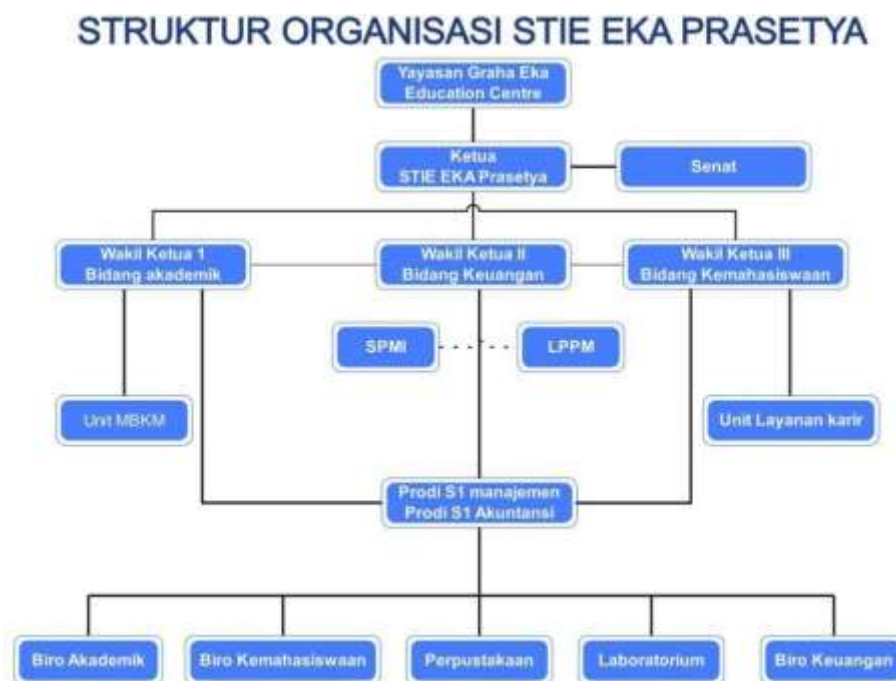 STRUKTUR ORGANISASI STIE EKA PRASETYA
Yayasan Graha Eka
Education Centre
Ketua
STIE EKA Prasetya
Senat
Wakil Ketua 1
Bidang akademik
Wakil Ketua II
Bidang Keuangan
Wakil Ketua III
Bidang Kemahasiswaan
SPMI
LPPM
Unit MBKM
Unit Layanan karir
Prodi S1 manajemen
Prodi S1 Akuntansi
Biro Akademik
Biro Kemahasiswaan
Perpustakaan
Laboratorium
Biro Keuangan